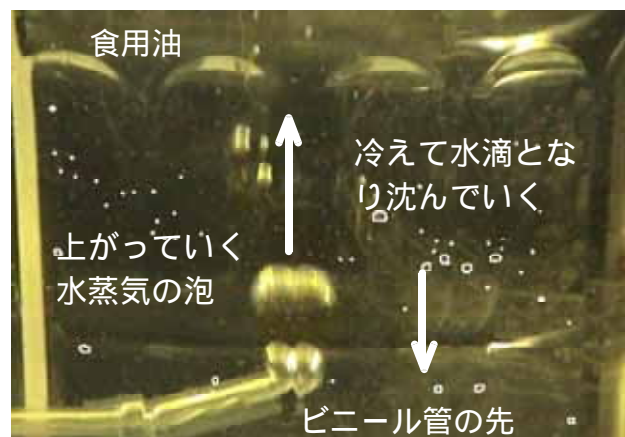 食用油
冷えて水滴とな
り沈んでいく
上がっていく
水蒸気の泡
ビニール管の先